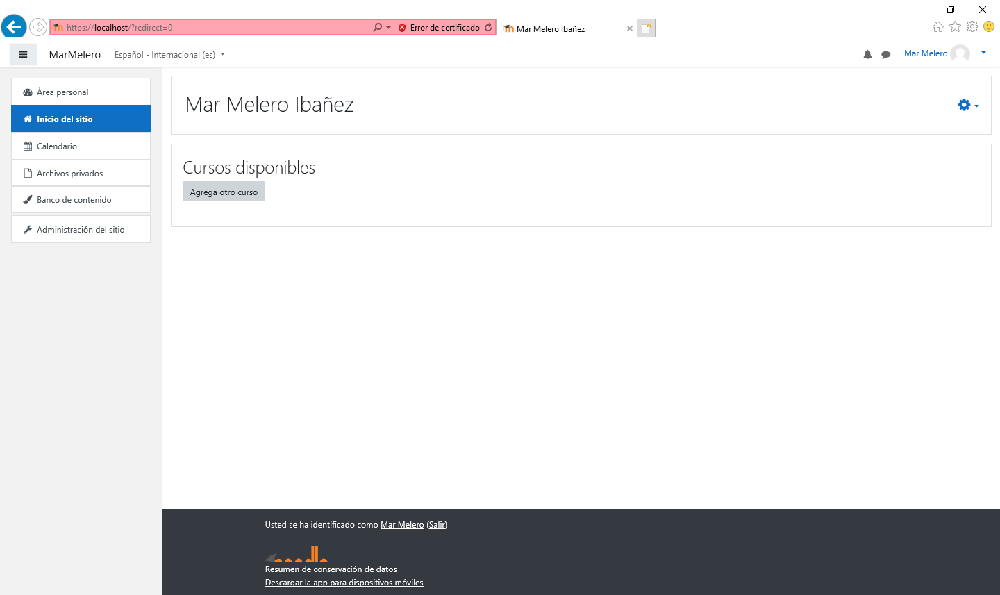 https://localhost/?redirect=0
Error de certificado
Mar Melero Ibañez
MarMelero
Español - Internacional (es)
Mar Melero
Área personal
Inicio del sitio
Calendario
Archivos privados
Banco de contenido
Administración del sitio
Mar Melero Ibañez
Cursos disponibles
Agrega otro curso
Usted se ha identificado como Mar Melero (Salir)
moodle
Resumen de conservación de datos
Descargar la app para dispositivos móviles